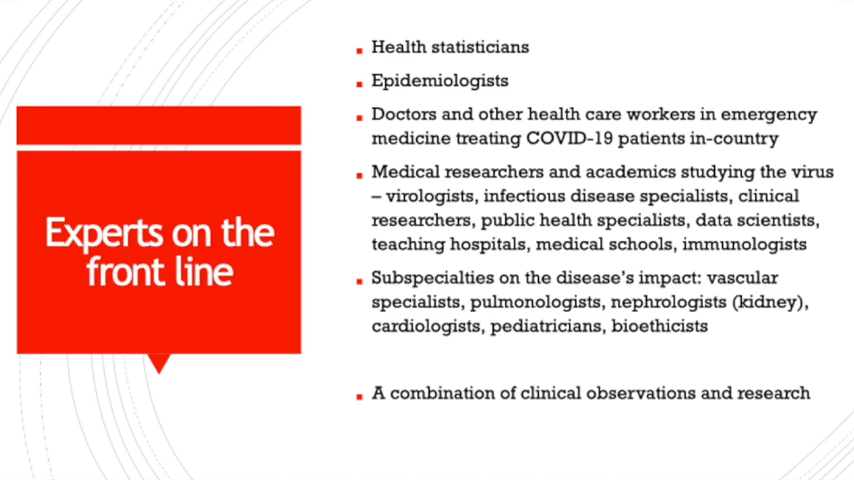 Experts on the
front line
Health statisticians
Epidemiologists
Doctors and other health care workers in emergency
medicine treating COVID-19 patients in-country
Medical researchers and academics studying the virus
– virologists, infectious disease specialists, clinical
researchers, public health specialists, data scientists,
teaching hospitals, medical schools, immunologists
Subspecialties on the disease’s impact: vascular
specialists, pulmonologists, nephrologists (kidney),
cardiologists, pediatricians, bioethicists
A combination of clinical observations and research